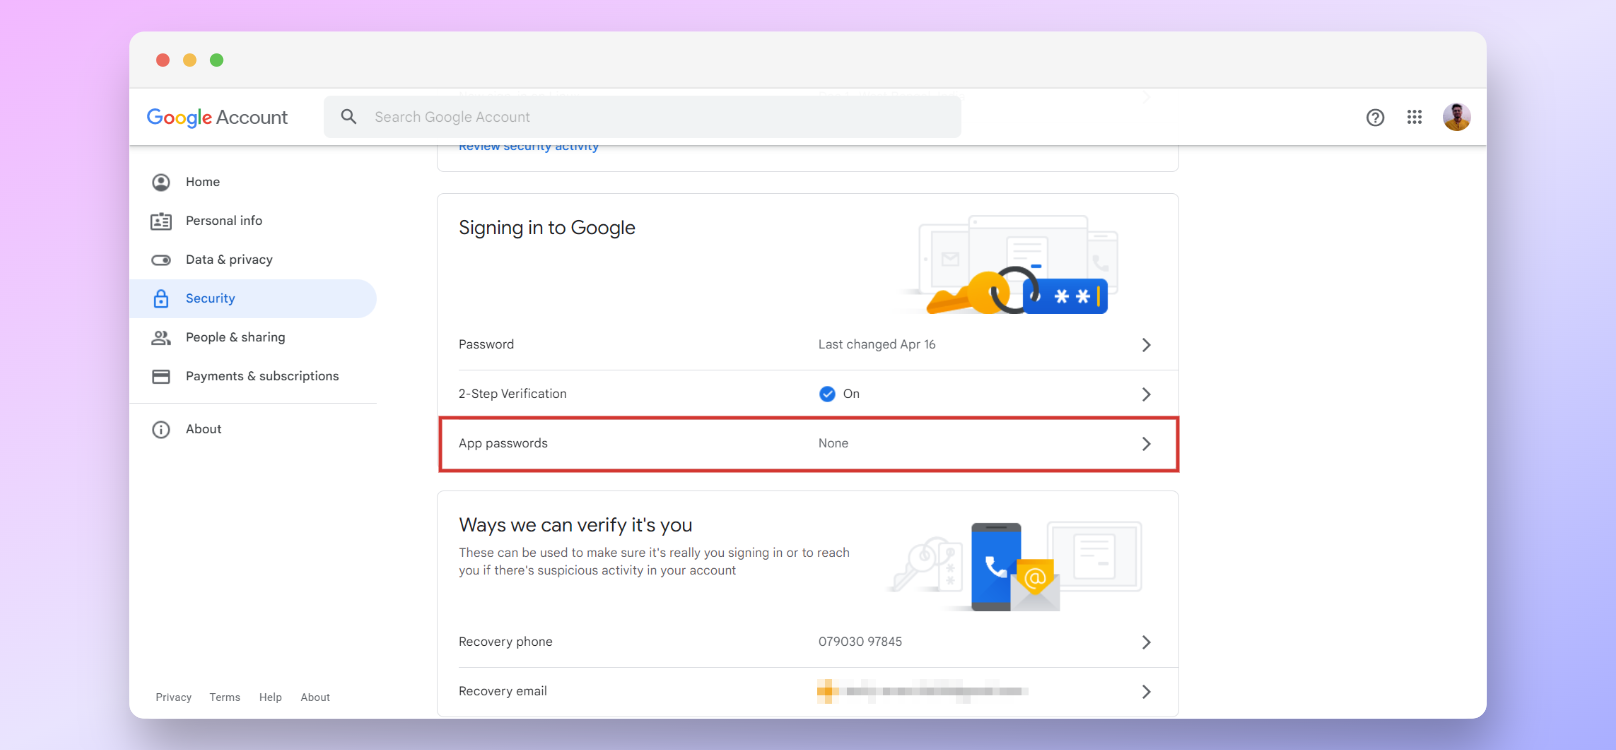 Google Account
Search Google Account
Review security activity
Home
Personal info
Data & privacy
Security
People & sharing
Payments & subscriptions
About
Signing in to Google
Password
Last changed Apr 16
2-Step Verification
On
App passwords
None
Ways we can verify it's you
These can be used to make sure it's really you signing in or to reach
you if there's suspicious activity in your account
Recovery phone
079030 97845
Recovery email
Privacy
Terms
Help
About